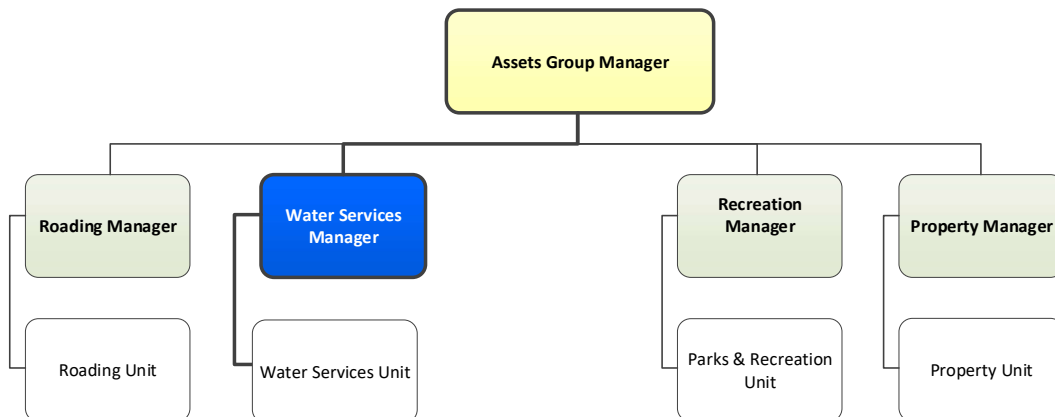 Assets Group Manager
Roading Manager
Water Services
Manager
Recreation
Manager
Property Manager
Roading Unit
Water Services Unit
Parks & Recreation
Unit
Property Unit